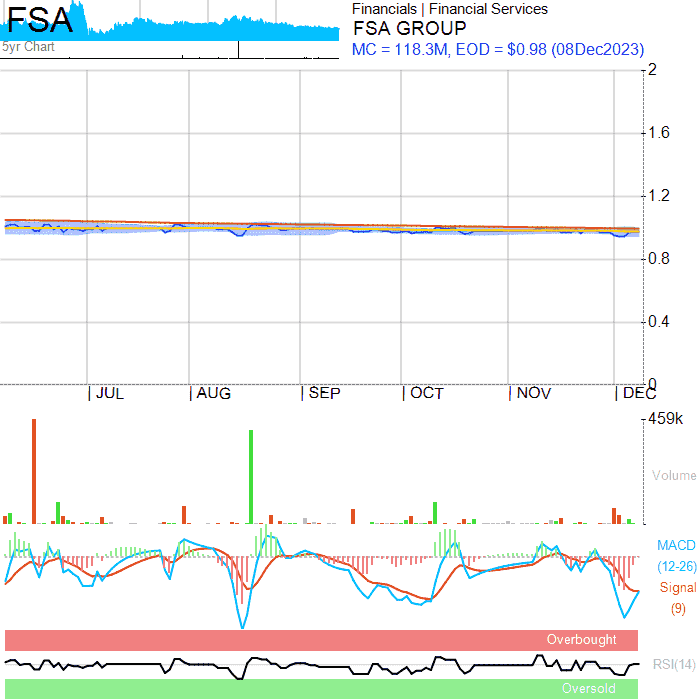 FSA
5yr Chart
Financials | Financial Services
FSA GROUP
MC = 118.3M, EOD = $0.98 (08Dec2023)
2
1.6
1.2
0.8
0.4
0
JUL AUG SEP OCT NOV DEC
459k
Volume
MACD
(12-26)
Signal
(9)
Overbought
RSI(14)
Oversold